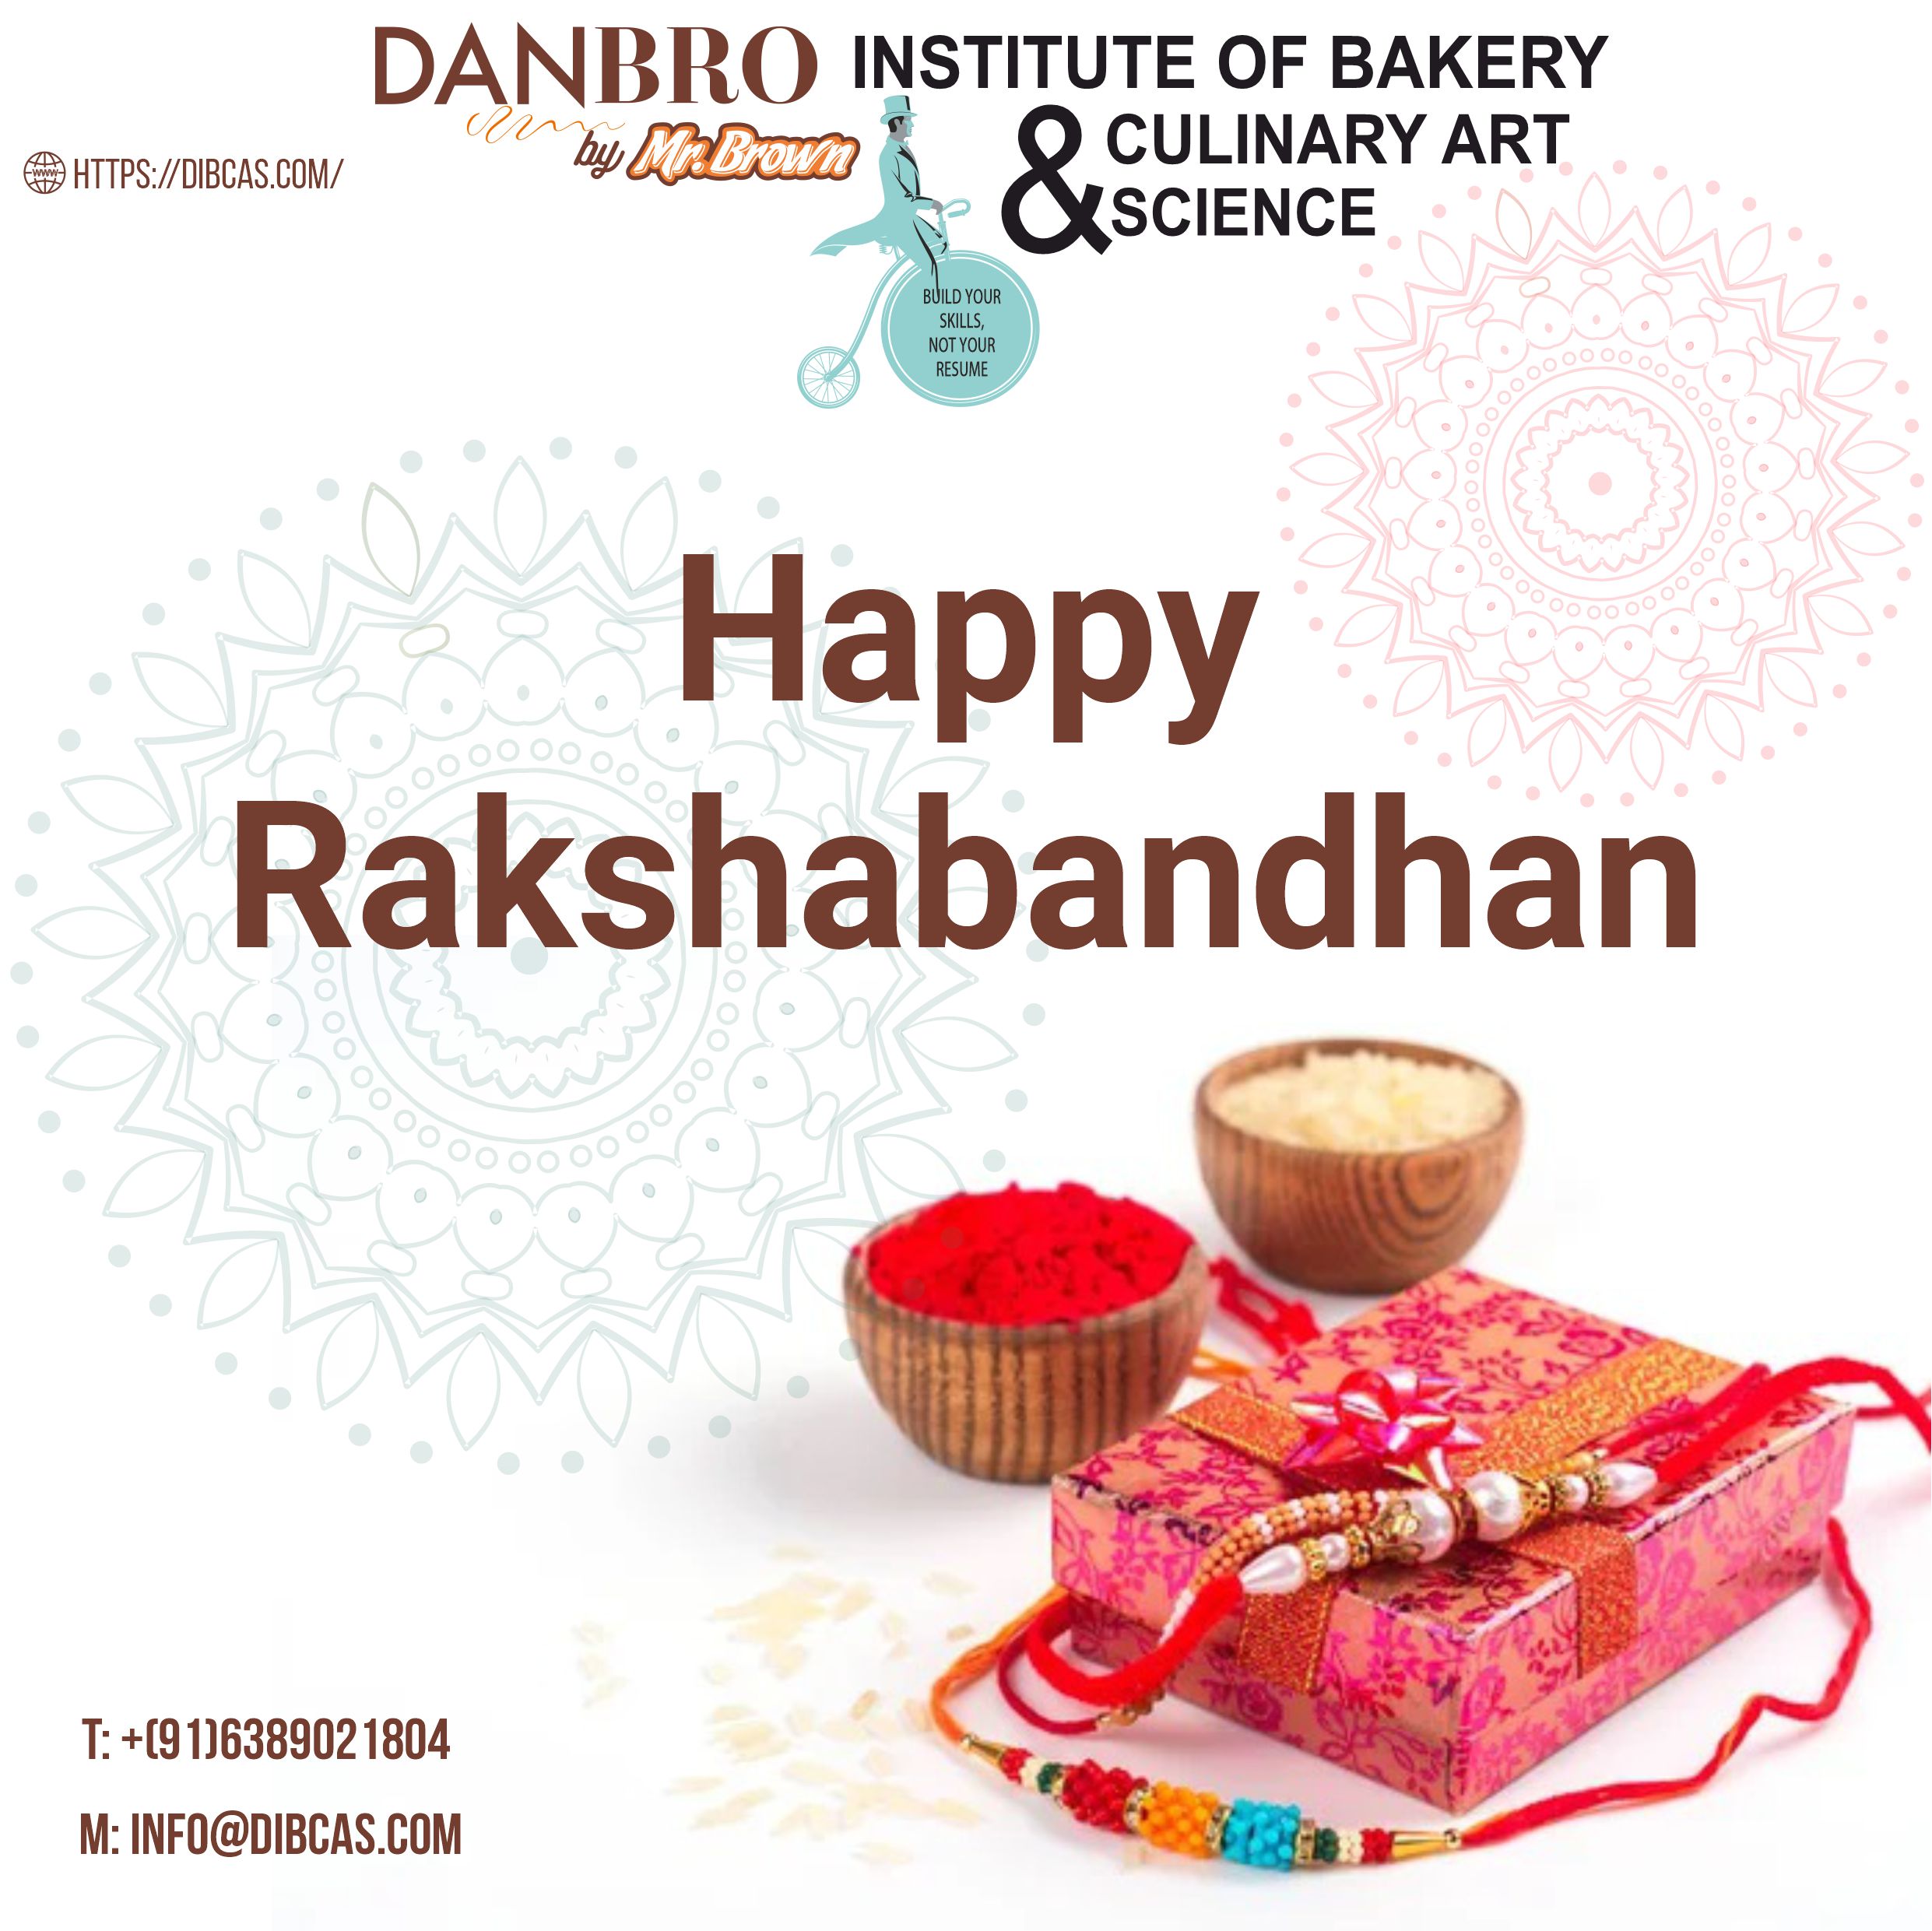 DANBRO
by Mr. Brown
INSTITUTE OF BAKERY
& CULINARY ART
SCIENCE
WWW
HTTPS://DIBCAS.COM/
BUILD YOUR
SKILLS,
NOT YOUR
RESUME
Happy
Rakshabandhan
T: +(91)6389021804
M: INFO@DIBCAS.COM